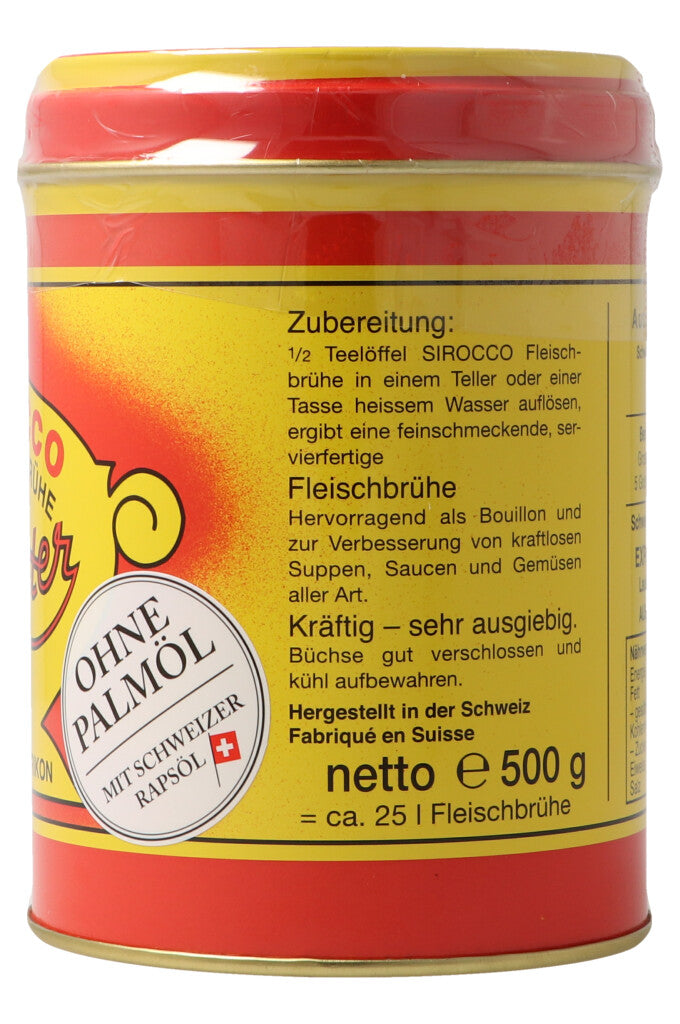 Zubereitung:
1/2 Teelöffel SIROCCO Fleisch-
brühe in einem Teller oder einer
Tasse heissem Wasser auflösen,
ergibt eine feinschmeckende, ser-
vierfertige
Fleischbrühe
Hervorragend als Bouillon und
zur Verbesserung von kraftlosen
Suppen, Saucen und Gemüsen
aller Art.
Kräftig – sehr ausgiebig.
Büchse gut verschlossen und
kühl aufbewahren.
Hergestellt in der Schweiz
Fabriqué en Suisse
netto ℮ 500 g
= ca. 25 l Fleischbrühe
OHNE
PALMÖL
MIT SCHWEIZER
RAPSÖL